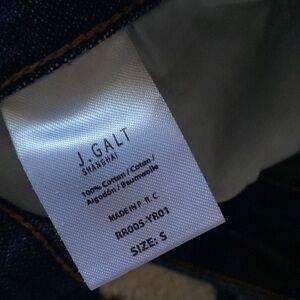 J.GALT
SHANGHAI
100% Cotton / Coton /
Algodón / Baumwolle
MADE IN P. R. C
RR005-YR01
SIZE: S